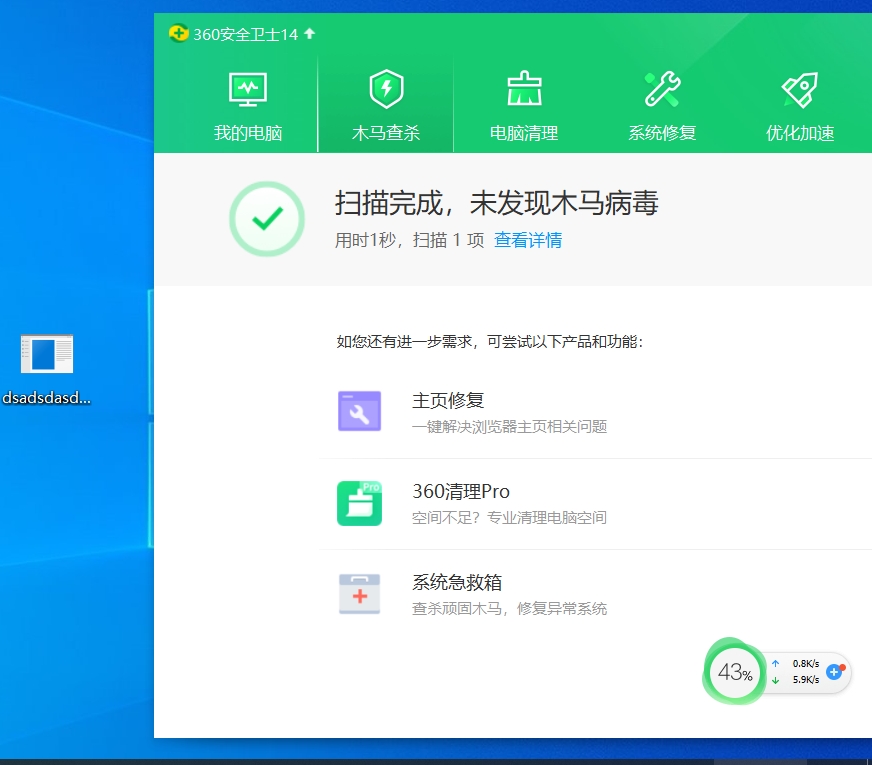 360安全卫士14
我的电脑
木马查杀
电脑清理
系统修复
优化加速
扫描完成，未发现木马病毒
用时1秒，扫描 1 项 查看详情
dsadsdasd...
如您还有进一步需求，可尝试以下产品和功能：
主页修复
一键解决浏览器主页相关问题
Pro
360清理Pro
空间不足？专业清理电脑空间
系统急救箱
查杀顽固木马，修复异常系统
43%
0.8K/s
5.9K/s